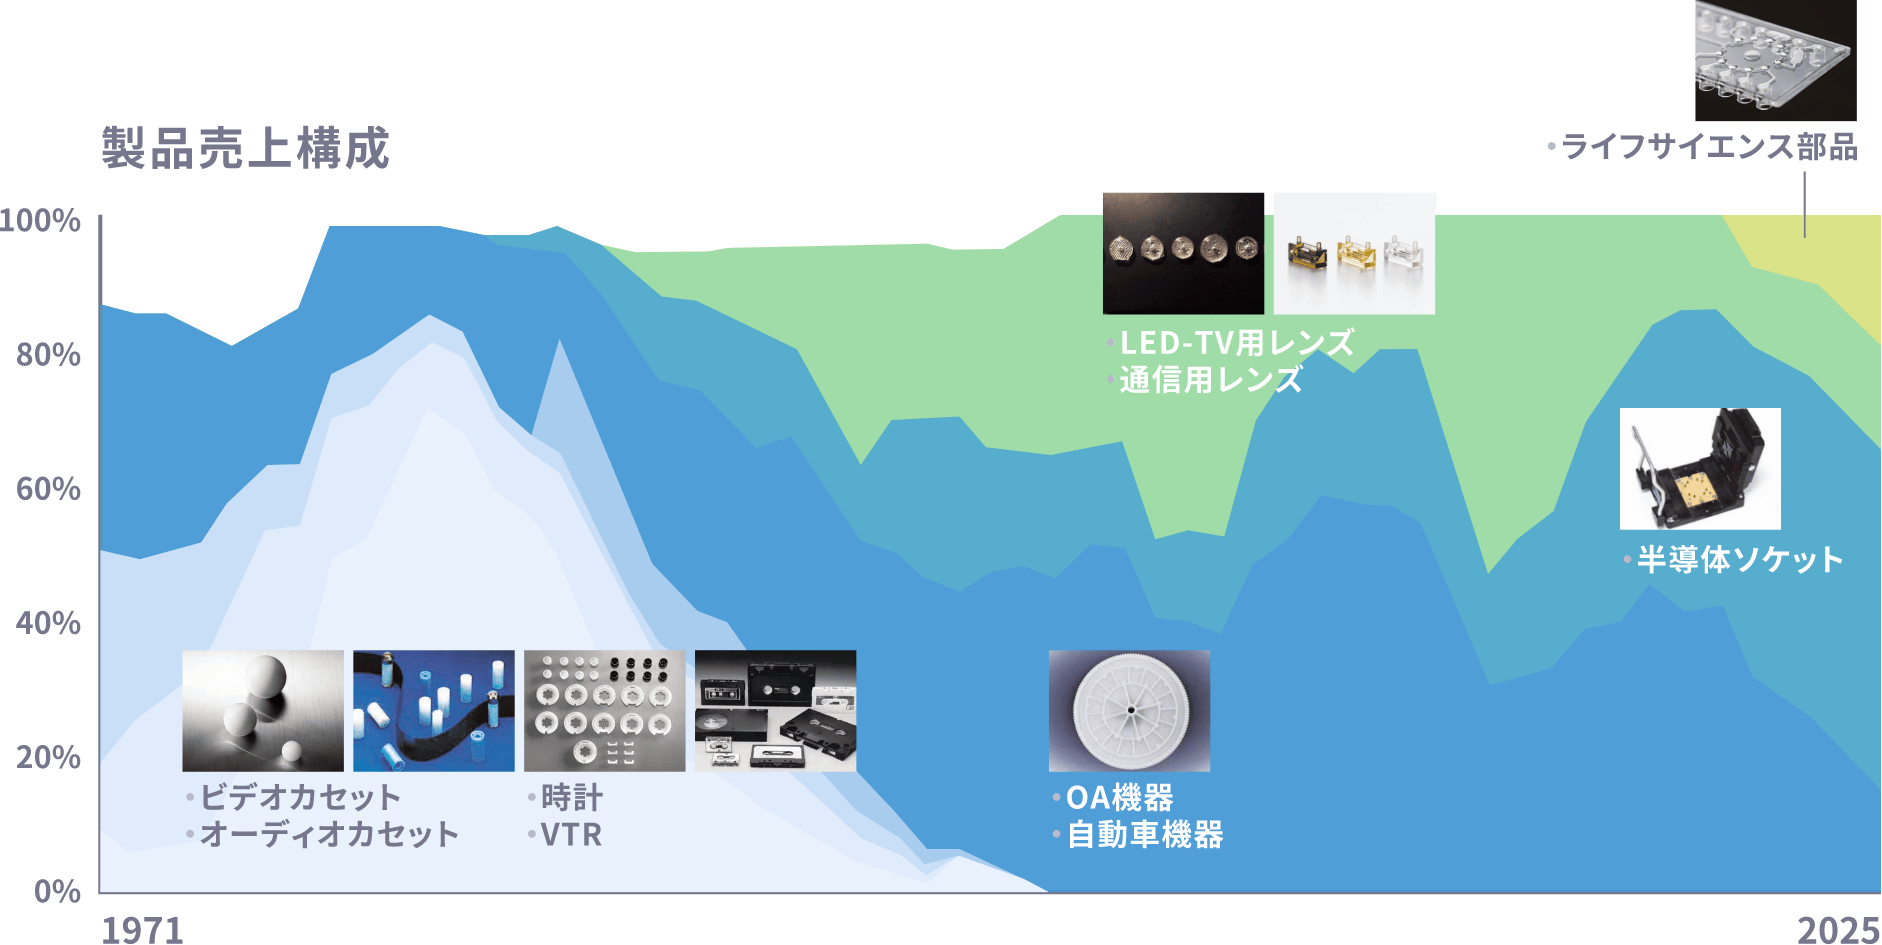 ・ライフサイエンス部品
製品売上構成
100%
80%
60%
40%
20%
0%
・LED-TV用レンズ
・通信用レンズ
・半導体ソケット
・ビデオカセット
・オーディオカセット
・時計
・VTR
・OA機器
・自動車機器
1971
2025